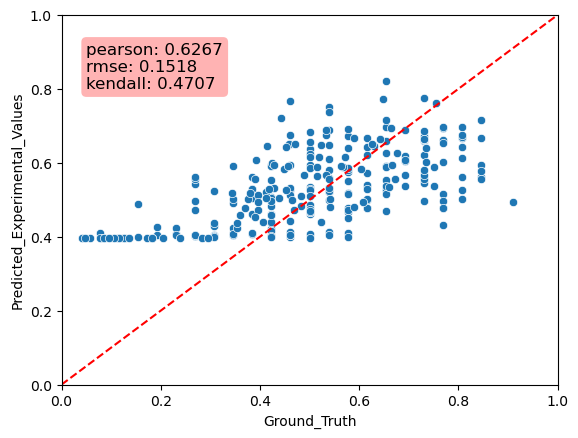 pearson: 0.6267
rmse: 0.1518
kendall: 0.4707
1.0
0.8
0.6
0.4
0.2
0.0
Predicted_Experimental_Values
0.0 0.2 0.4 0.6 0.8 1.0
Ground_Truth